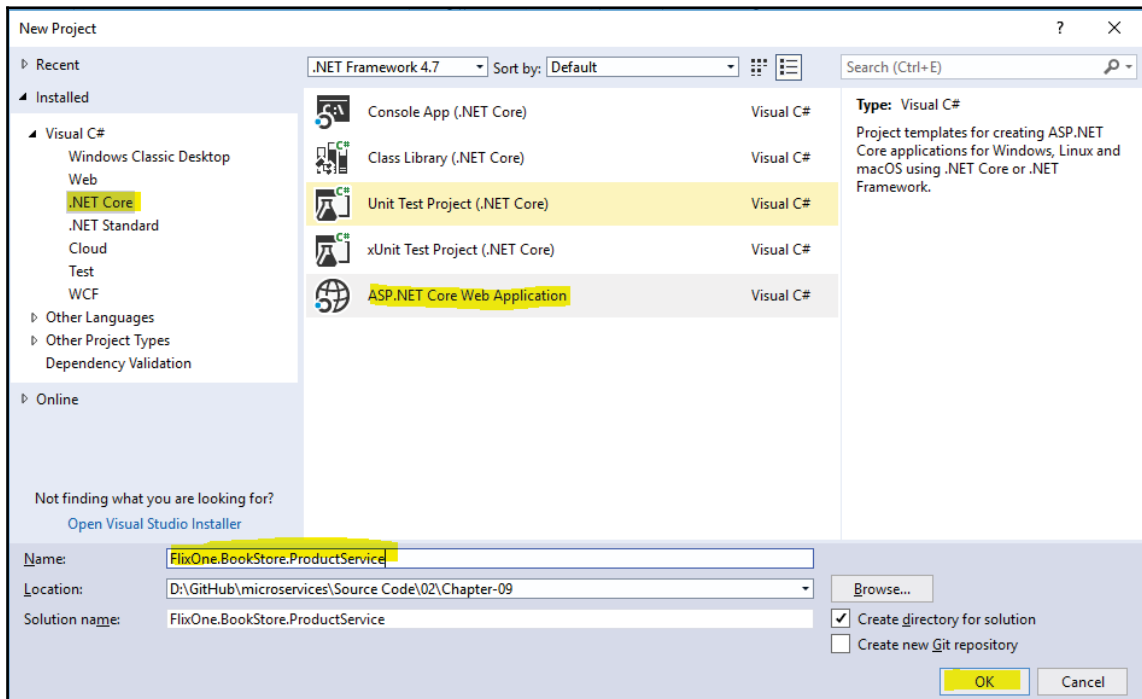 New Project
?
Recent
Installed
Visual C#
Windows Classic Desktop
Web
.NET Core
.NET Standard
Cloud
Test
WCF
Other Languages
Other Project Types
Dependency Validation
Online
Not finding what you are looking for?
Open Visual Studio Installer
.NET Framework 4.7 Sort by: Default
Console App (.NET Core) Visual C#
Class Library (.NET Core) Visual C#
Unit Test Project (.NET Core) Visual C#
xUnit Test Project (.NET Core) Visual C#
ASP.NET Core Web Application Visual C#
Search (Ctrl+E)
Type: Visual C#
Project templates for creating ASP.NET
Core applications for Windows, Linux and
macOS using .NET Core or .NET
Framework.
Name: FlixOne.BookStore.ProductService
Location: D:\GitHub\microservices\Source Code\02\Chapter-09
Browse...
Solution name: FlixOne.BookStore.ProductService
Create directory for solution
Create new Git repository
OK Cancel